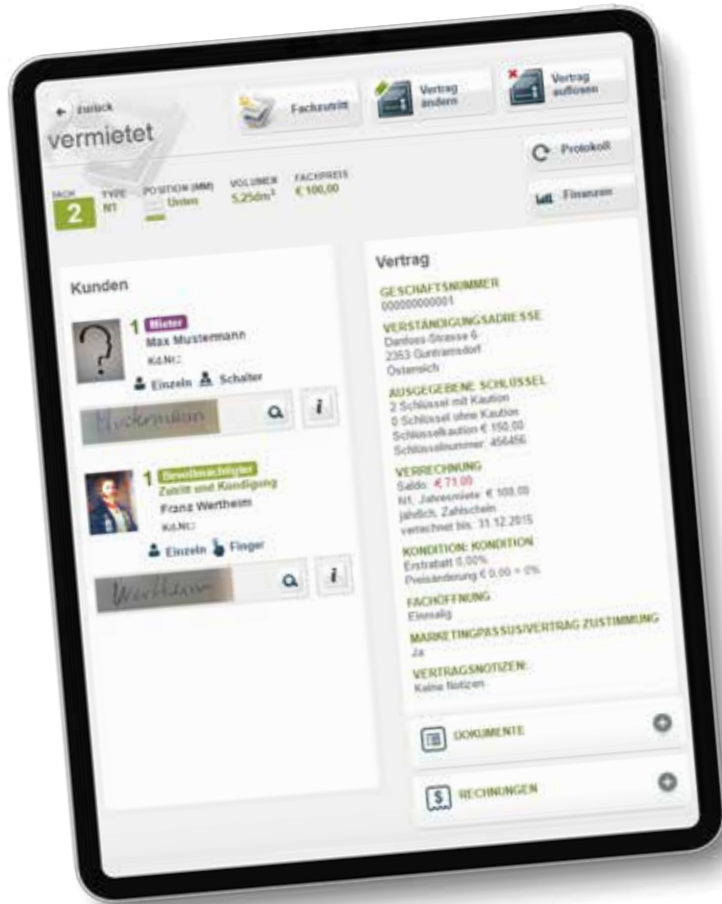 ← zurück
vermietet
Fachzutritt
Vertrag
ändern
Vertrag
auflösen
Protokoll
Finanzen
FACH
2
TYPE
N1
POSITION (MM)
Unten
VOLUMEN
5,25dm³
FACHPREIS
€ 100,00
Kunden
1 Mieter
Max Mustermann
Kd.Nr.:
Einzeln Schalter
Mustermann
i
1 Bevollmächtigter
Zutritt und Kündigung
Franz Wertheim
Kd.Nr.:
Einzeln Finger
Wertheim
i
Vertrag
GESCHÄFTSNUMMER
000000000001
VERSTÄNDIGUNGSADRESSE
Danfoss-Strasse 6
2353 Guntramsdorf
Österreich
AUSGEGEBENE SCHLÜSSEL
2 Schlüssel mit Kaution
0 Schlüssel ohne Kaution
Schlüsselkaution € 150,00
Schlüsselnummer: 456456
VERRECHNUNG
Saldo: € 71,00
N1, Jahresmiete: € 100,00
jährlich, Zahlschein
verrechnet bis: 31.12.2015
KONDITION: KONDITION
Erstrabatt 0,00%
Preisänderung € 0,00 = 0%
FACHÖFFNUNG
Einmalig
MARKETINGPASSUS/VERTRAG ZUSTIMMUNG
Ja
VERTRAGSNOTIZEN:
Keine Notizen
DOKUMENTE
$ RECHNUNGEN